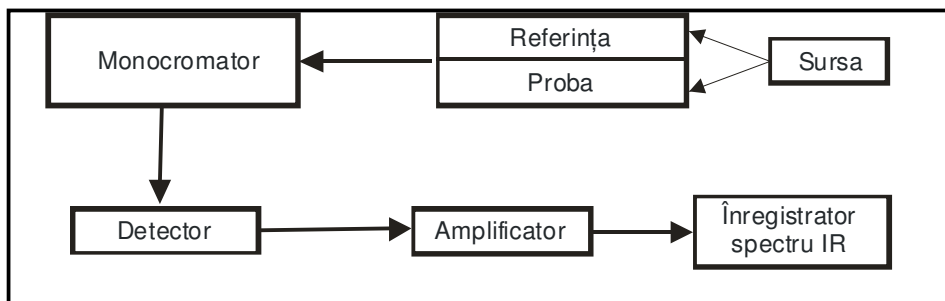 Monocromator
Referința
Proba
Sursa
Detector
Amplificator
Înregistrator
spectru IR